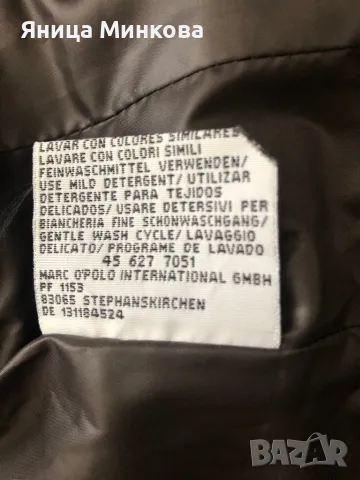 Яница Минкова
LAVAR CON COLORES SIMILARES
LAVARE CON COLORI SIMILI
FEINWASCHMITTEL VERWENDEN/
USE MILD DETERGENT/ UTILIZAR
DETERGENTE PARA TEJIDOS
DELICADOS/ USARE DETERSIVI PER
BIANCHERIA FINE SCHONWASCHGANG/
GENTLE WASH CYCLE/ LAVAGGIO
DELICATO/ PROGRAME DE LAVADO
45 627 7051
MARC O'POLO INTERNATIONAL GMBH
PF 1153
83065 STEPHANSKIRCHEN
DE 131184524
BAZAR